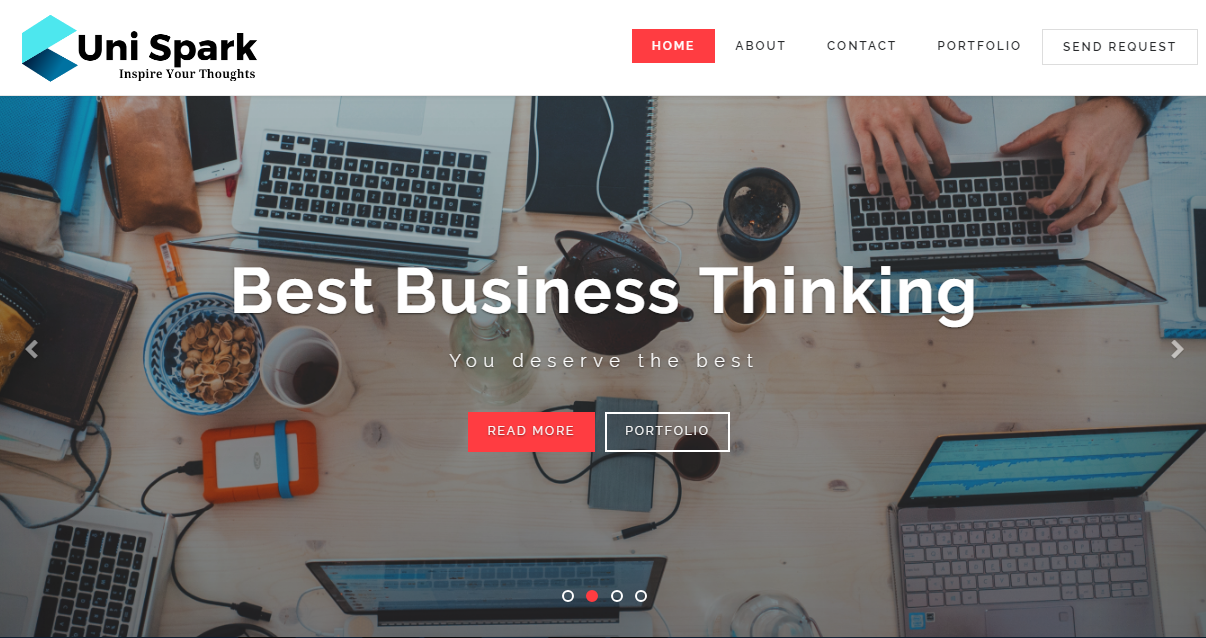 Uni Spark
Inspire Your Thoughts
HOME ABOUT CONTACT PORTFOLIO SEND REQUEST
Best Business Thinking
You deserve the best
READ MORE PORTFOLIO